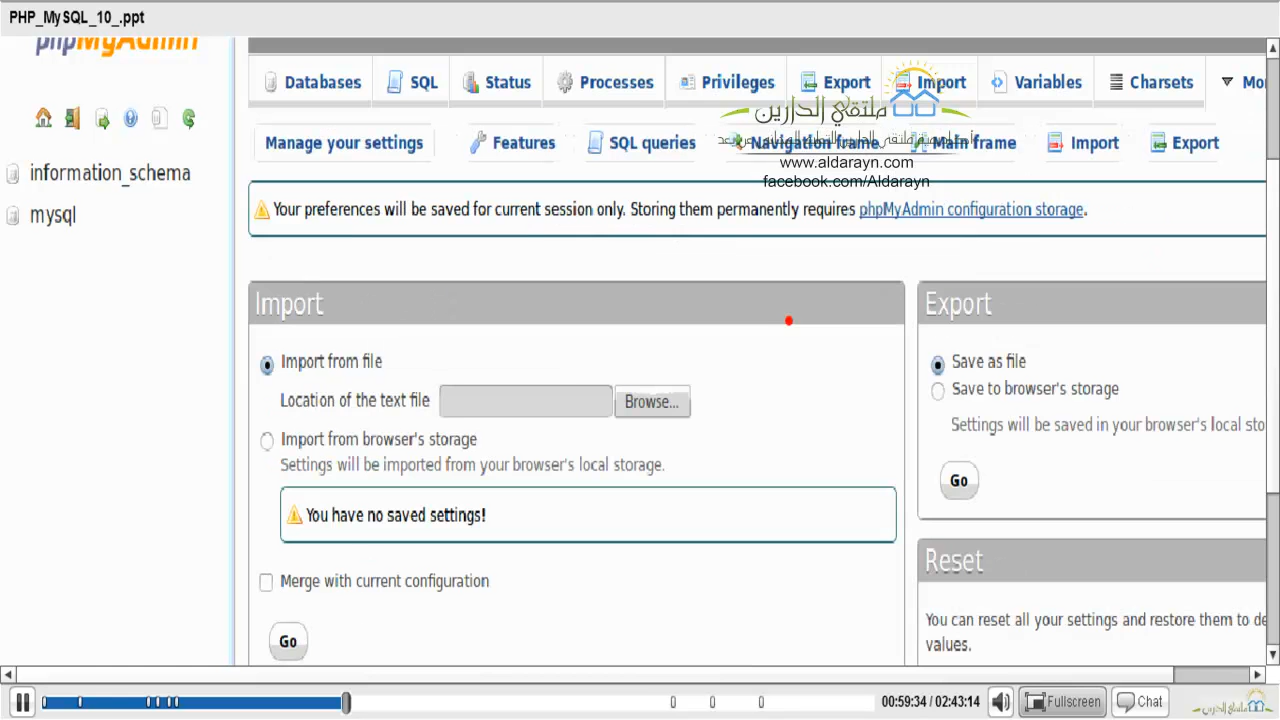 PHP_MySQL_10_.ppt
phpMyAdmin
Databases SQL Status Processes Privileges Export Import Variables Charsets Mo
ملتقى الدارين
Manage your settings Features SQL queries Navigation frame Main frame Import Export
www.aldarayn.com
information_schema
facebook.com/Aldarayn
mysql
Your preferences will be saved for current session only. Storing them permanently requires phpMyAdmin configuration storage.
Import
Export
Import from file
Save as file
Location of the text file Browse...
Save to browser's storage
Settings will be saved in your browser's local sto
Import from browser's storage
Settings will be imported from your browser's local storage.
Go
You have no saved settings!
Reset
Merge with current configuration
You can reset all your settings and restore them to de
values.
Go
00:59:34 / 02:43:14 Fullscreen Chat
ملتقى الدارين